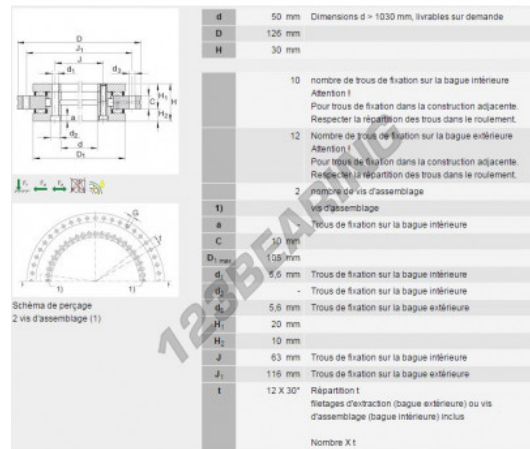 d 50 mm Dimensions d > 1030 mm, livrables sur demande
D 126 mm
H 30 mm
10 nombre de trous de fixation sur la bague intérieure
Attention !
Pour trous de fixation dans la construction adjacente.
Respecter la répartition des trous dans le roulement.
12 Nombre de trous de fixation sur la bague extérieure
Attention !
Pour trous de fixation dans la construction adjacente.
Respecter la répartition des trous dans le roulement.
2 nombre de vis d'assemblage
1) vis d'assemblage
a Trous de fixation sur la bague intérieure
C 10 mm
D1 max 105 mm
d1 5,6 mm Trous de fixation sur la bague intérieure
- Trous de fixation sur la bague intérieure
5,6 mm Trous de fixation sur la bague extérieure
H1 20 mm
H2 10 mm
J 63 mm Trous de fixation sur la bague intérieure
J1 116 mm Trous de fixation sur la bague extérieure
t 12 X 30° Répartition t
filetages d'extraction (bague extérieure) ou vis
d'assemblage (bague intérieure) inclus
Nombre X t
D
J1
J
d1
d3
H1
C
H
H2
a
d2
d
D1
G
t
1)
1)
Schéma de perçage
2 vis d'assemblage (1)
123BEARING